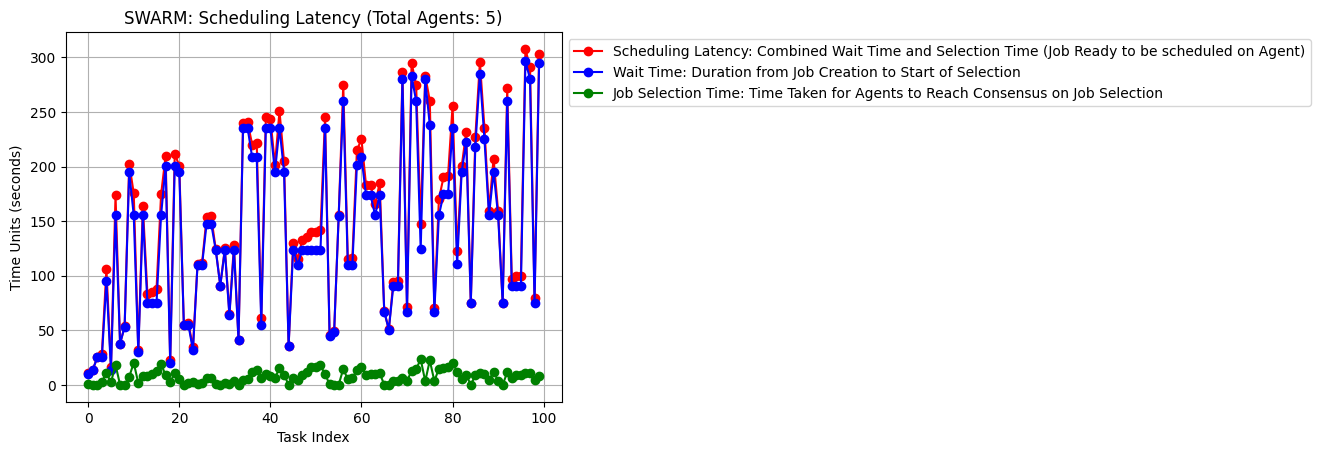 SWARM: Scheduling Latency (Total Agents: 5)
Scheduling Latency: Combined Wait Time and Selection Time (Job Ready to be scheduled on Agent)
Wait Time: Duration from Job Creation to Start of Selection
Job Selection Time: Time Taken for Agents to Reach Consensus on Job Selection
Time Units (seconds)
300
250
200
150
100
50
0
0 20 40 60 80 100
Task Index